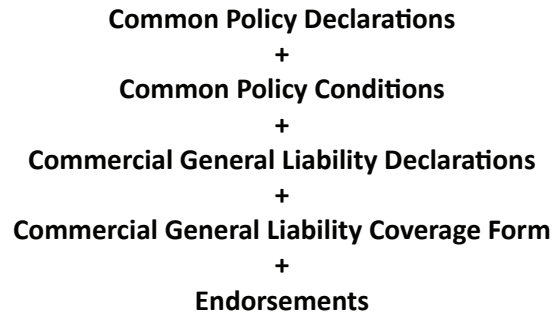 Common Policy Declarations
+
Common Policy Conditions
+
Commercial General Liability Declarations
+
Commercial General Liability Coverage Form
+
Endorsements